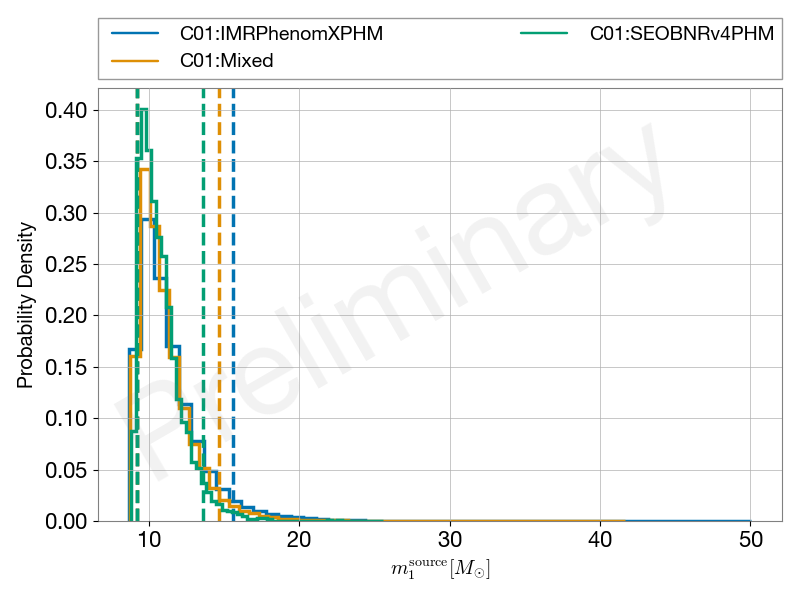 C01:IMRPhenomXPHM C01:SEOBNRv4PHM
C01:Mixed
0.40
0.35
0.30
0.25
0.20
0.15
0.10
0.05
0.00
Probability Density
Preliminary
10 20 30 40 50
m₁^source [M⊙]